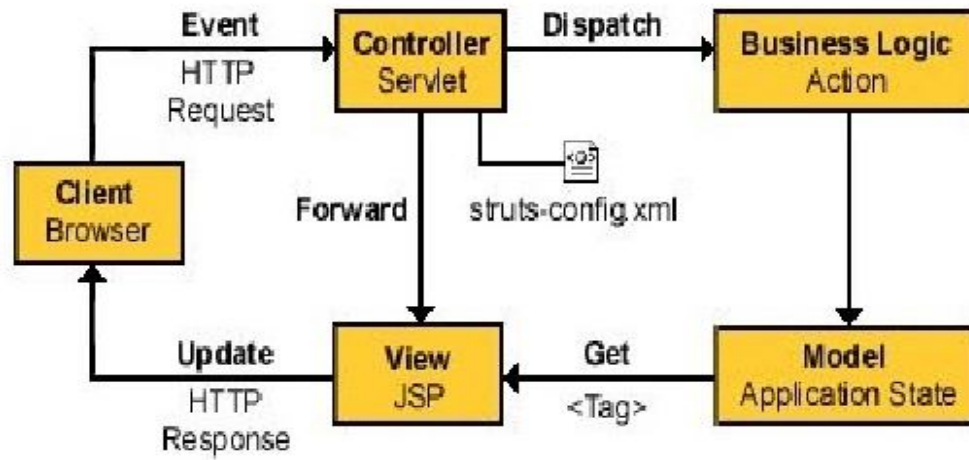 Event
HTTP
Request
Controller
Servlet
Dispatch
Business Logic
Action
Client
Browser
Forward
<@>
struts-config.xml
Update
HTTP
Response
View
JSP
Get
<Tag>
Model
Application State